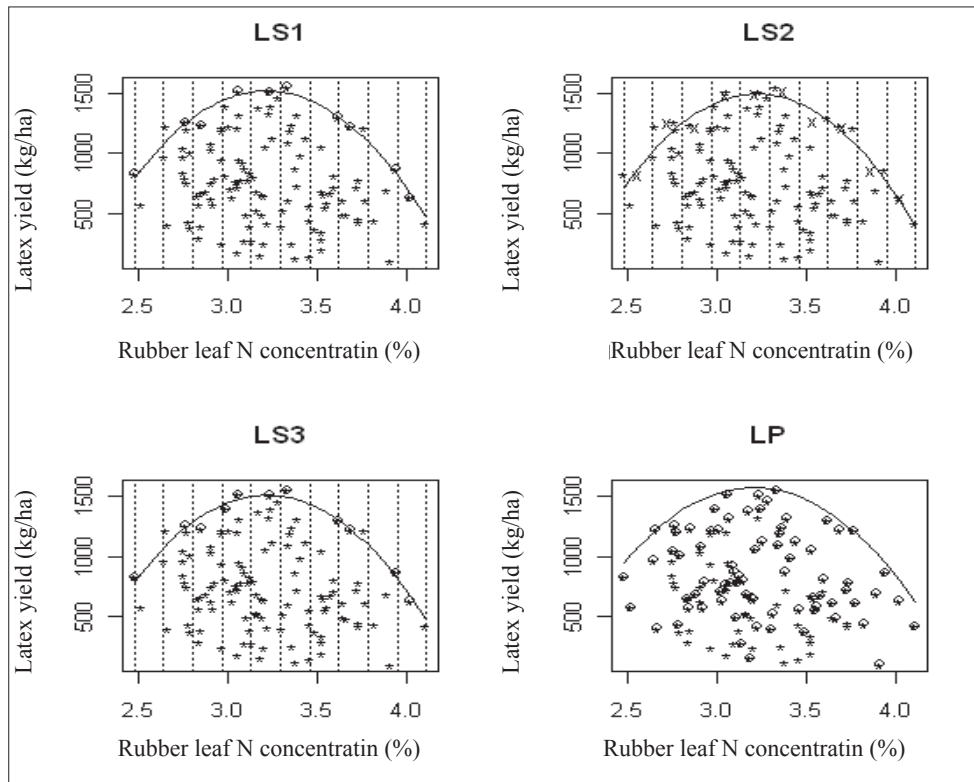 LS1
LS2
Latex yield (kg/ha)
500 1000 1500
2.5 3.0 3.5 4.0
Rubber leaf N concentratin (%)
Latex yield (kg/ha)
500 1000 1500
2.5 3.0 3.5 4.0
Rubber leaf N concentratin (%)
LS3
LP
Latex yield (kg/ha)
500 1000 1500
2.5 3.0 3.5 4.0
Rubber leaf N concentratin (%)
Latex yield (kg/ha)
500 1000 1500
2.5 3.0 3.5 4.0
Rubber leaf N concentratin (%)